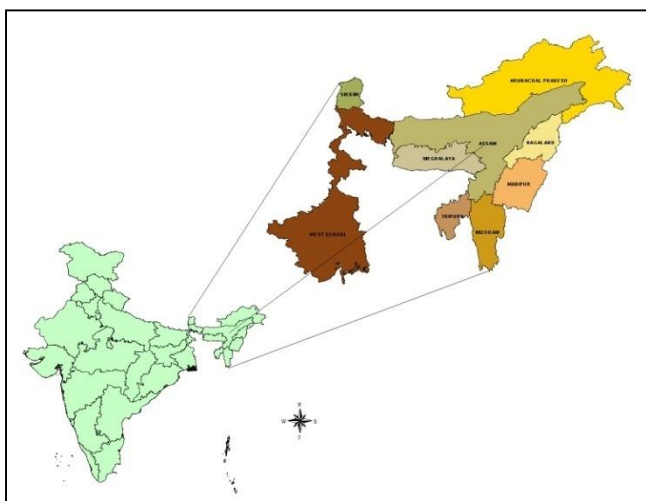 ARUNACHAL PRADESH
SIKKIM
ASSAM
NAGALAND
MEGHALAYA
MANIPUR
TRIPURA
MIZORAM
WEST BENGAL
N
W E
S